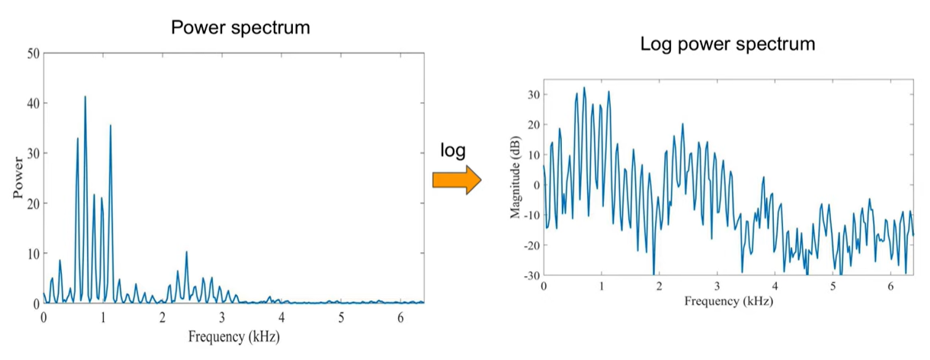 Power spectrum
50
40
30
20
10
0
Power
0 1 2 3 4 5 6
Frequency (kHz)
log
Log power spectrum
30
20
10
0
-10
-20
-30
Magnitude (dB)
0 1 2 3 4 5 6
Frequency (kHz)